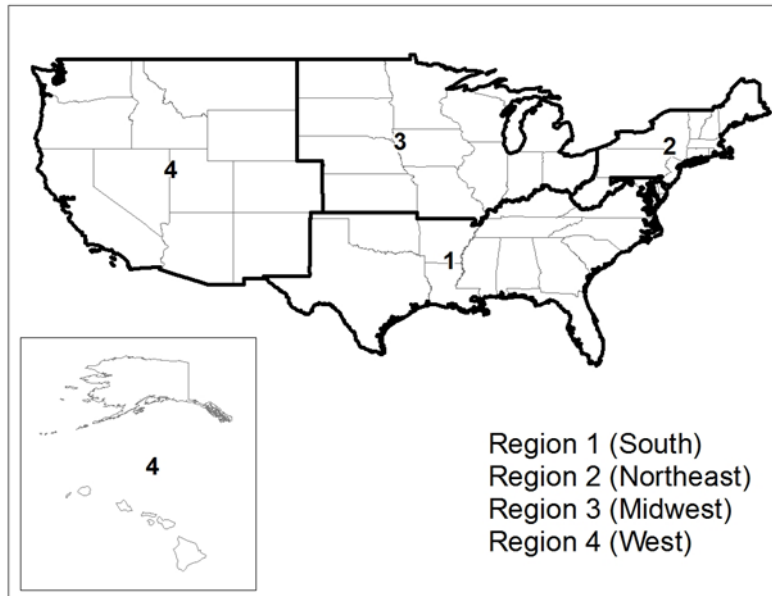 3
2
4
1
4
Region 1 (South)
Region 2 (Northeast)
Region 3 (Midwest)
Region 4 (West)